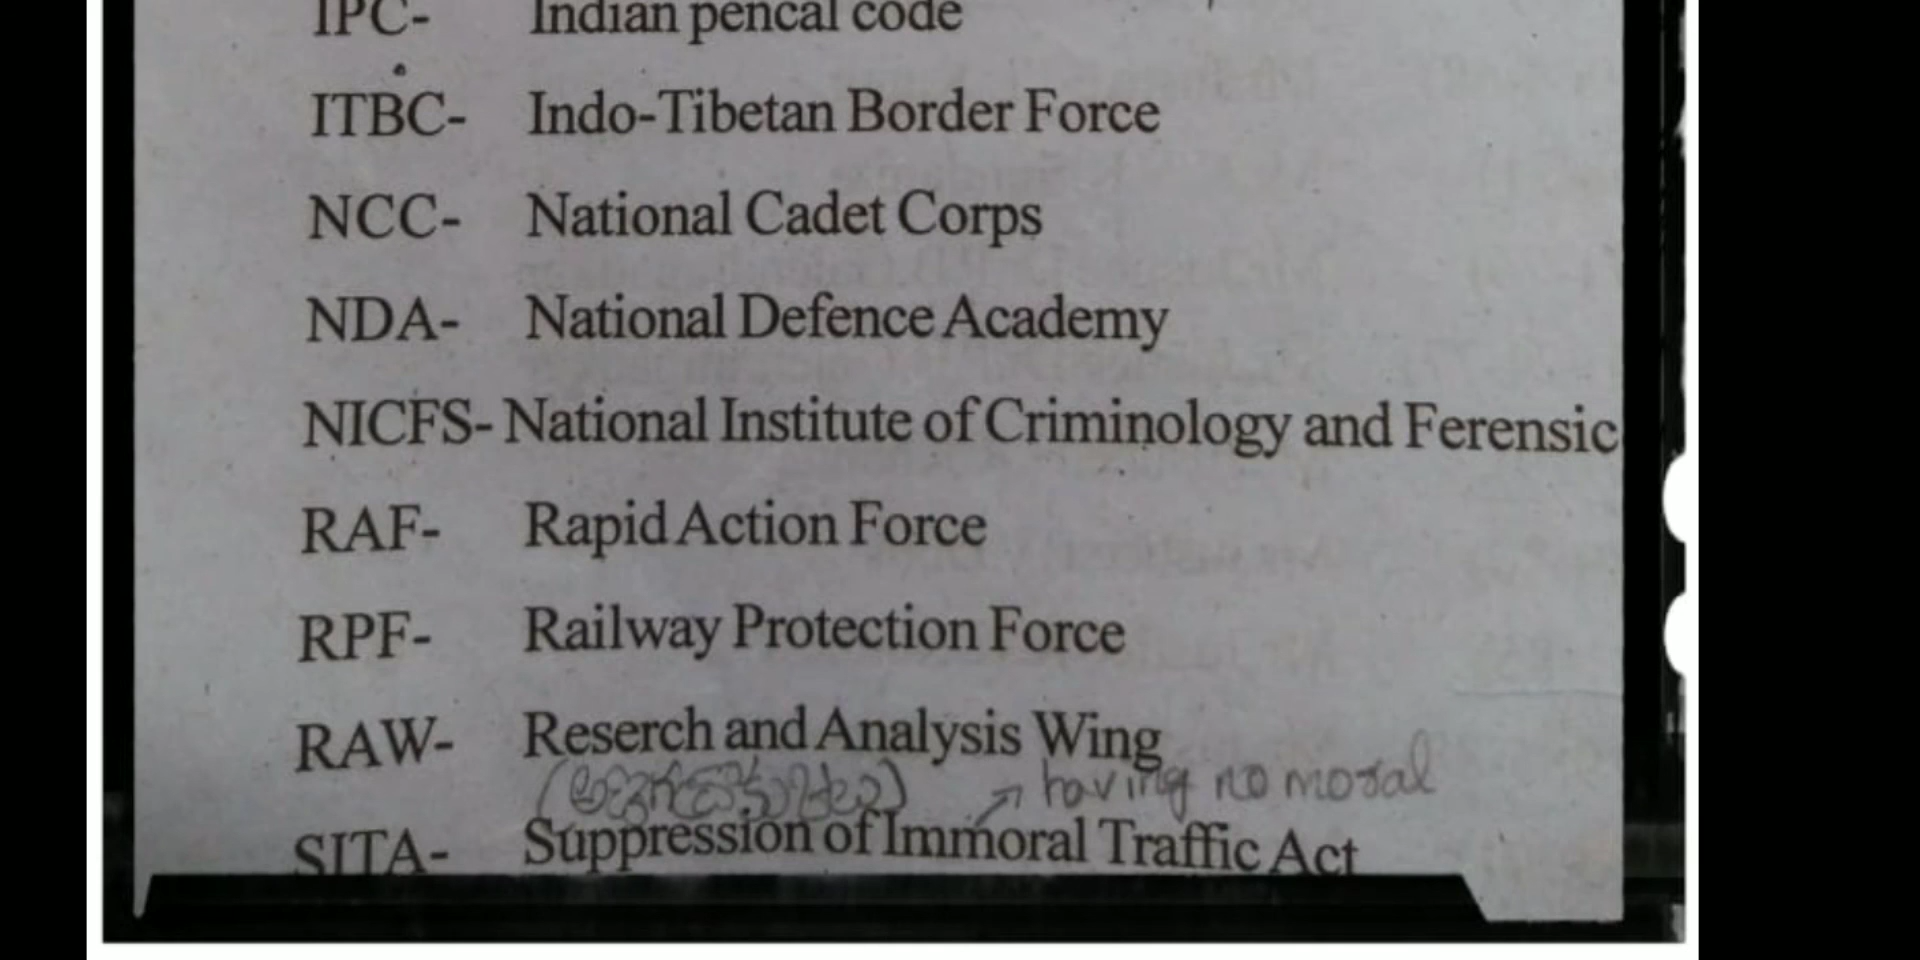 IPC- Indian pencal code
ITBC- Indo-Tibetan Border Force
NCC- National Cadet Corps
NDA- National Defence Academy
NICFS- National Institute of Criminology and Ferensic
RAF- Rapid Action Force
RPF- Railway Protection Force
RAW- Reserch and Analysis Wing
having no moral
SITA- Suppression of Immoral Traffic Act